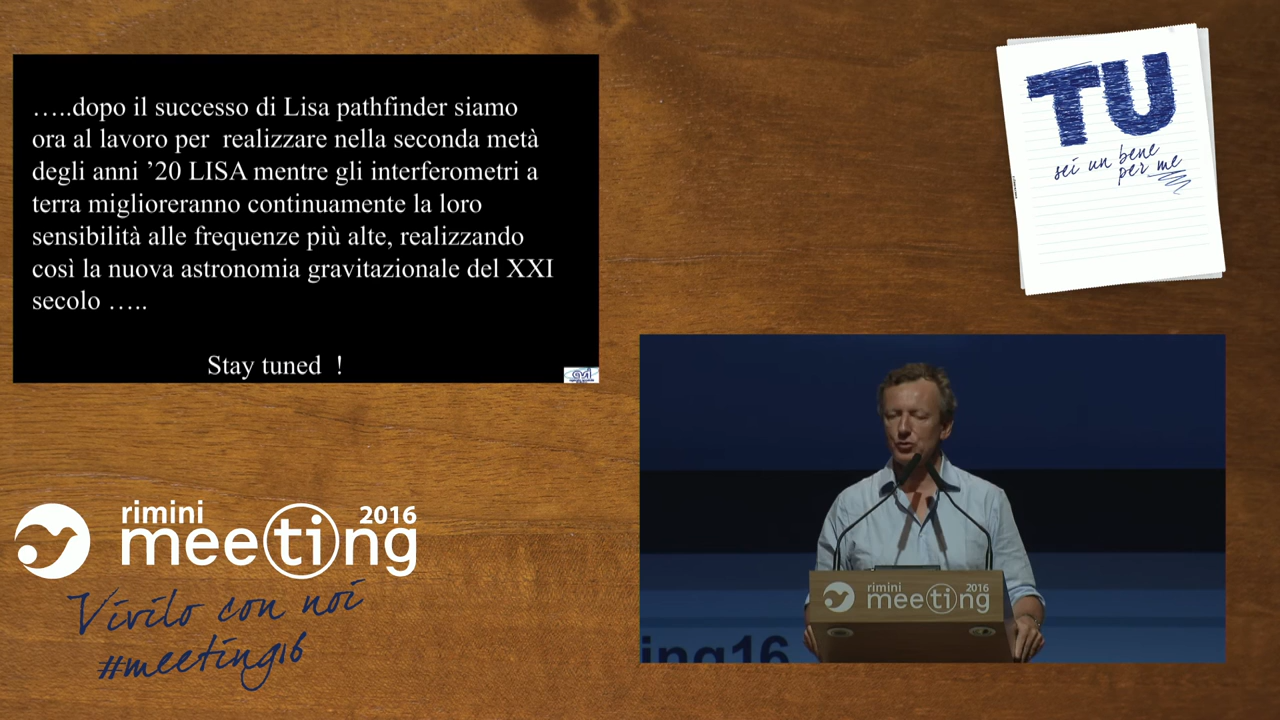 …..dopo il successo di Lisa pathfinder siamo
ora al lavoro per realizzare nella seconda metà
degli anni ’20 LISA mentre gli interferometri a
terra miglioreranno continuamente la loro
sensibilità alle frequenze più alte, realizzando
così la nuova astronomia gravitazionale del XXI
secolo …..
Stay tuned !
TU
sei un bene
per me
rimini
meeting
2016
Vivilo con noi
#meeting16
rimini
meeting
2016
ing16